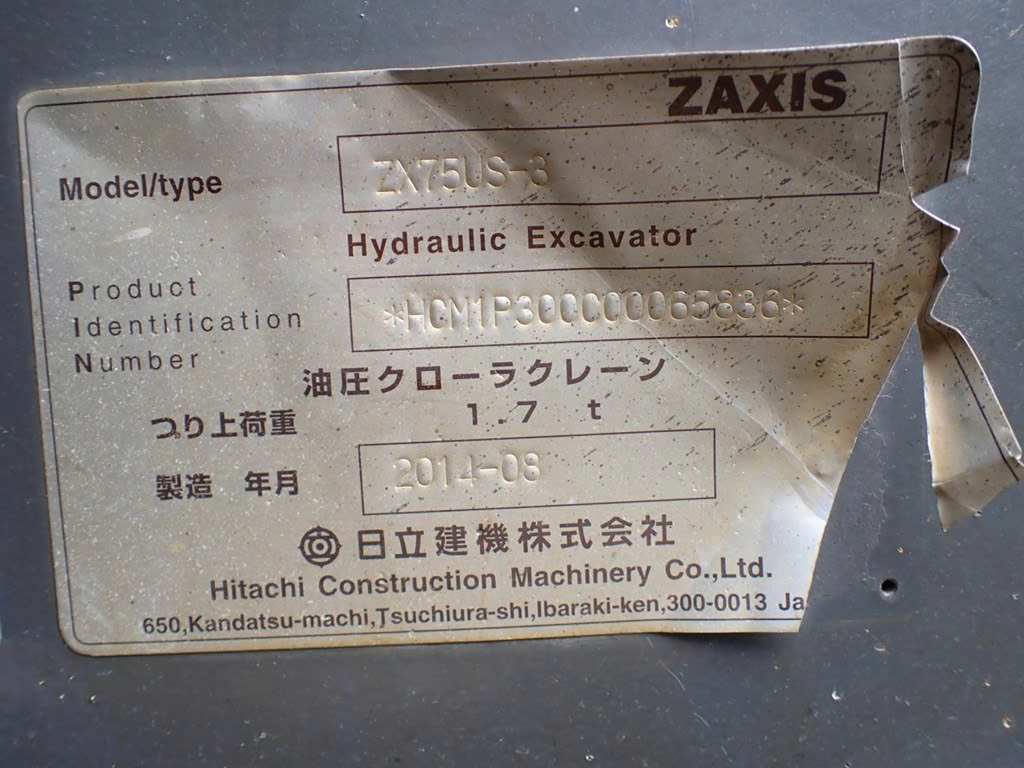 ZAXIS
Model/type ZX75US-3
Hydraulic Excavator
Product
Identification *HCM1P300C00065836*
Number
油圧クローラクレーン
つり上荷重 1.7 t
製造 年月 2014-08
日立建機株式会社
Hitachi Construction Machinery Co.,Ltd.
650,Kandatsu-machi,Tsuchiura-shi,Ibaraki-ken,300-0013 Ja